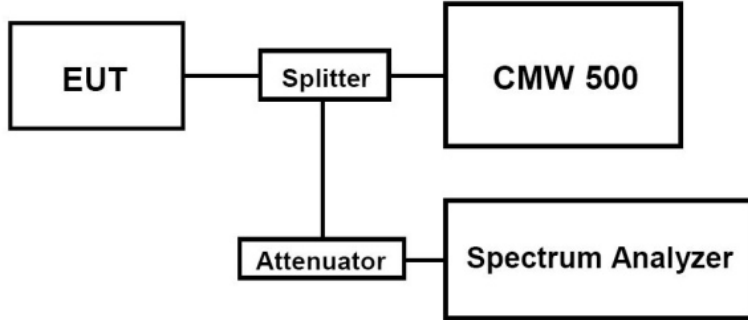 EUT
Splitter
CMW 500
Attenuator
Spectrum Analyzer